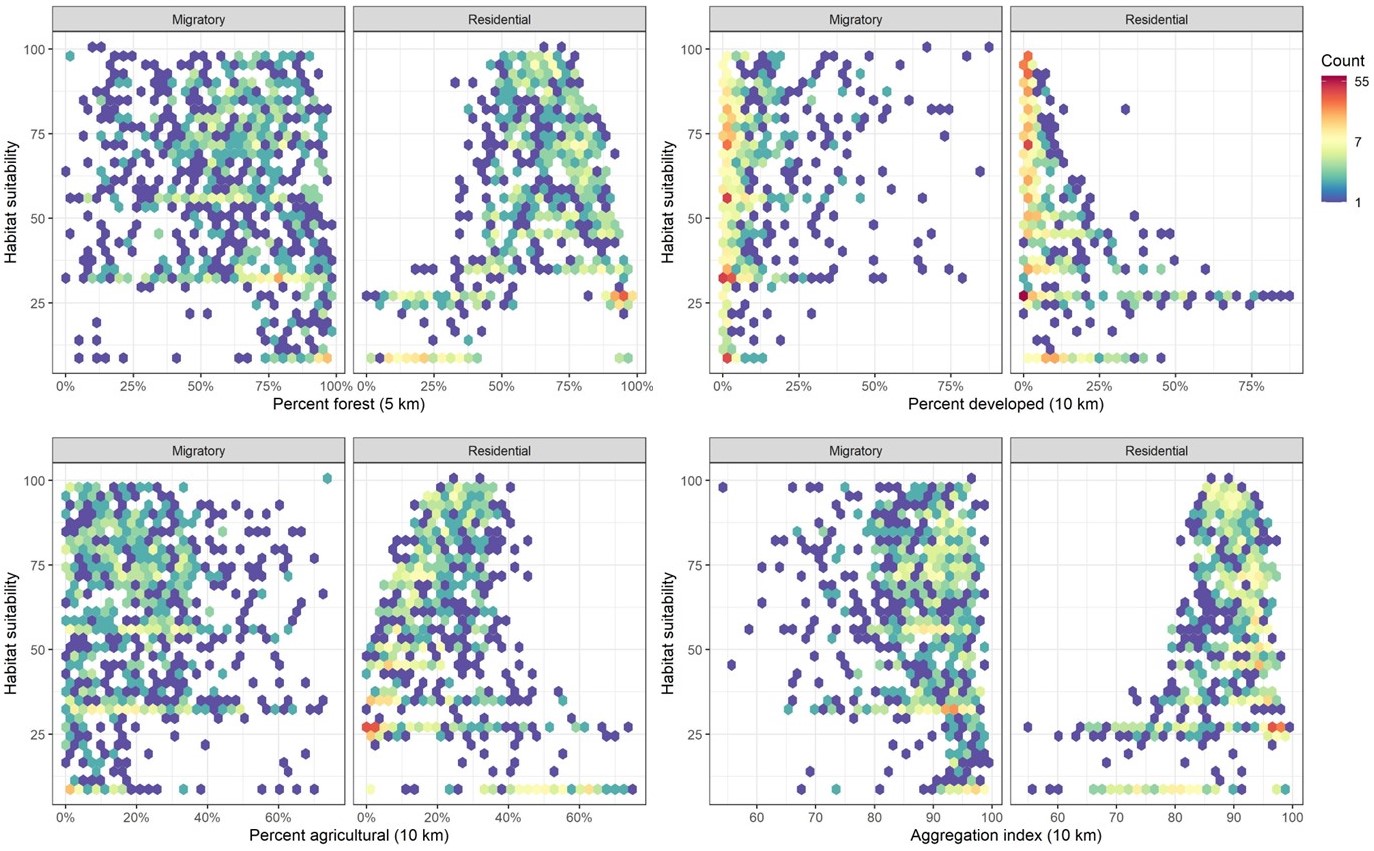 Migratory Residential Migratory Residential
Count
55
7
1
Habitat suitability
100
75
50
25
0% 25% 50% 75% 100% 0% 25% 50% 75% 100%
Percent forest (5 km)
Habitat suitability
100
75
50
25
0% 25% 50% 75% 0% 25% 50% 75%
Percent developed (10 km)
Migratory Residential Migratory Residential
Habitat suitability
100
75
50
25
0% 20% 40% 60% 0% 20% 40% 60%
Percent agricultural (10 km)
Habitat suitability
100
75
50
25
60 70 80 90 100 60 70 80 90 100
Aggregation index (10 km)